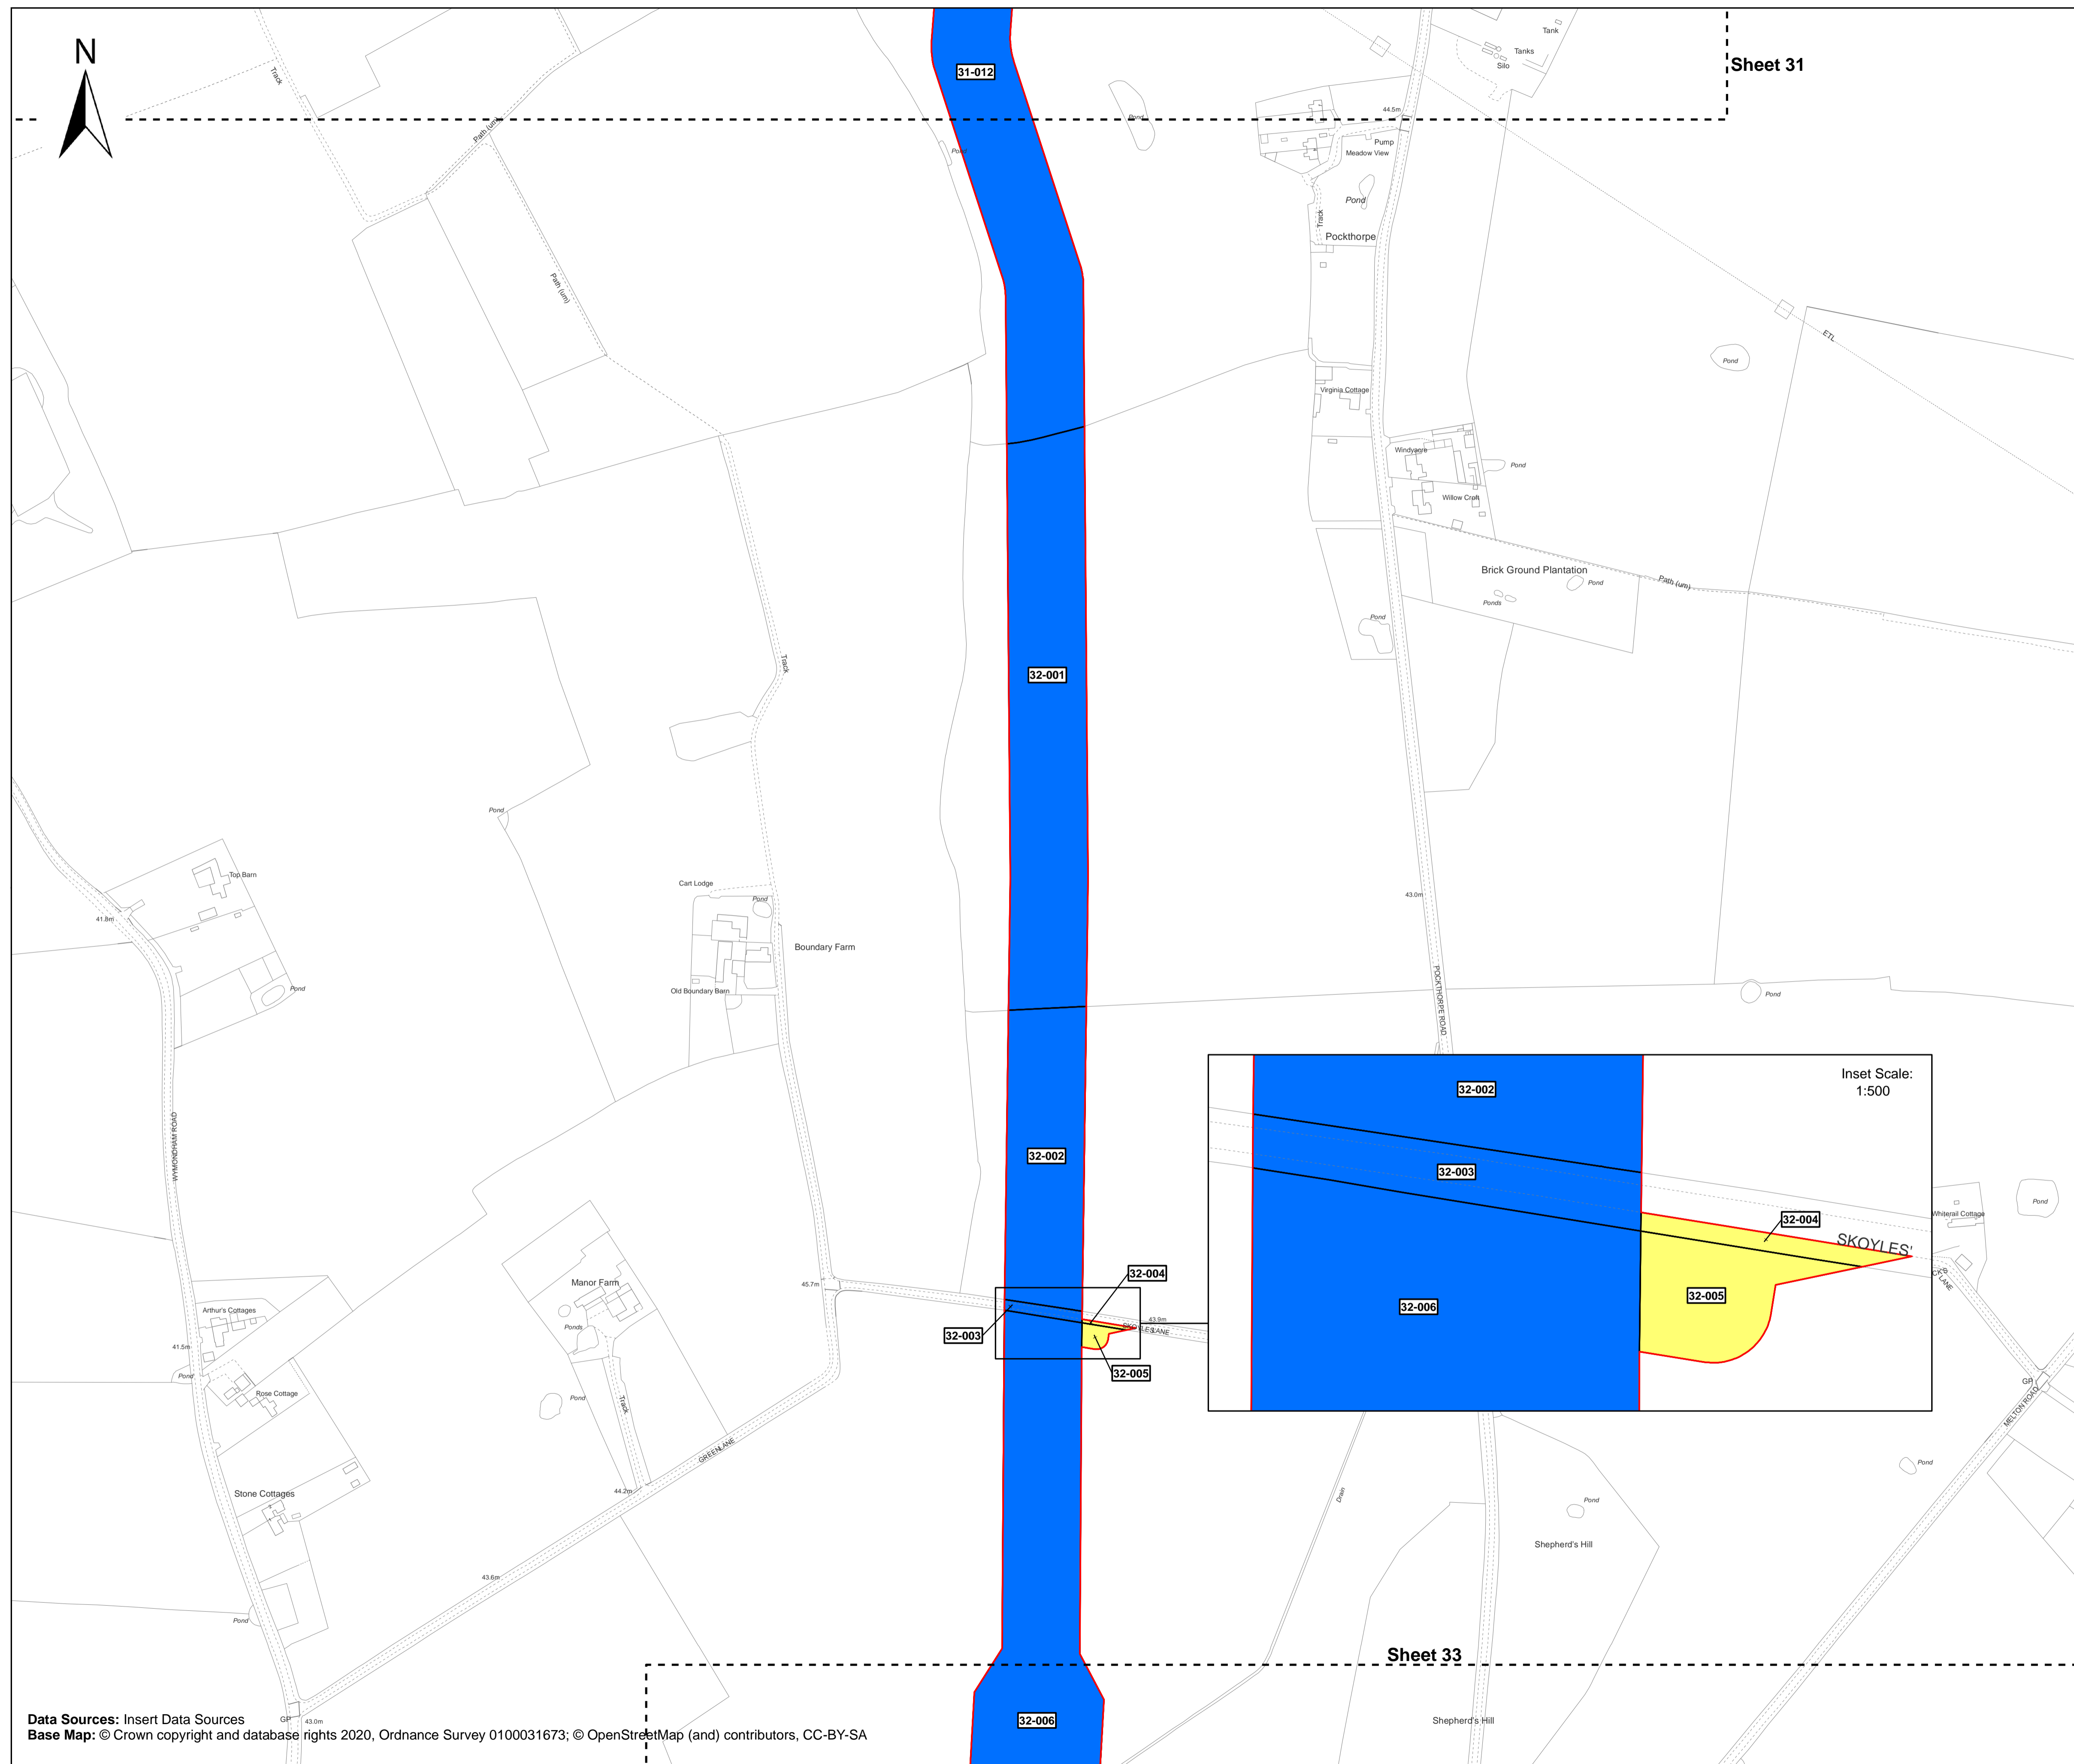 N
Track
Path (um)
31-012
Pond
Pond
Tank
Tanks
Silo
Sheet 31
44.5m
Pump
Meadow View
Pond
Track
Pockthorpe
Path (um)
ETL
Pond
Virginia Cottage
Windyacre
Pond
Willow Croft
Brick Ground Plantation
Pond
Path (um)
Ponds
Pond
Track
32-001
Pond
Top Barn
41.8m
Cart Lodge
Pond
43.0m
Boundary Farm
Old Boundary Barn
Pond
POCKTHORPE ROAD
Pond
WYMONDHAM ROAD
32-002
Inset Scale:
1:500
32-002
32-003
32-004
SKOYLES'
32-005
32-006
Whiterail Cottage
Pond
LANE
45.7m
Manor Farm
Ponds
32-004
32-003
43.9m
SKOYLES LANE
32-005
Arthur's Cottages
41.5m
Pond
Rose Cottage
Pond
Track
GREEN LANE
GP
MELTON ROAD
Pond
Stone Cottages
44.2m
Drain
Pond
Shepherd's Hill
43.6m
Pond
Sheet 33
32-006
Shepherd's Hill
GP
43.0m
Data Sources: Insert Data Sources
Base Map: © Crown copyright and database rights 2020, Ordnance Survey 0100031673; © OpenStreetMap (and) contributors, CC-BY-SA